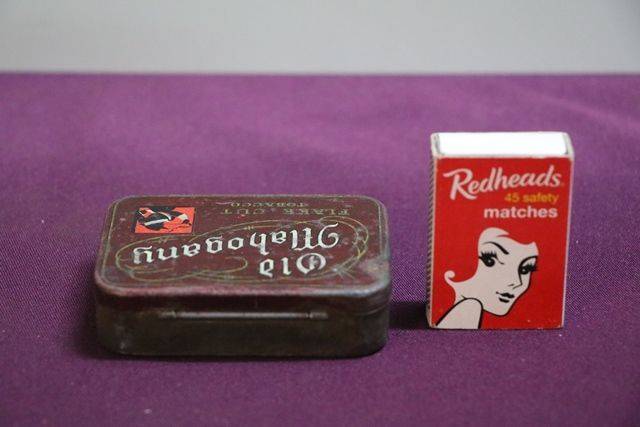 Old
Mahogany
FLAKE CUT
TOBACCO
Redheads
45 safety
matches